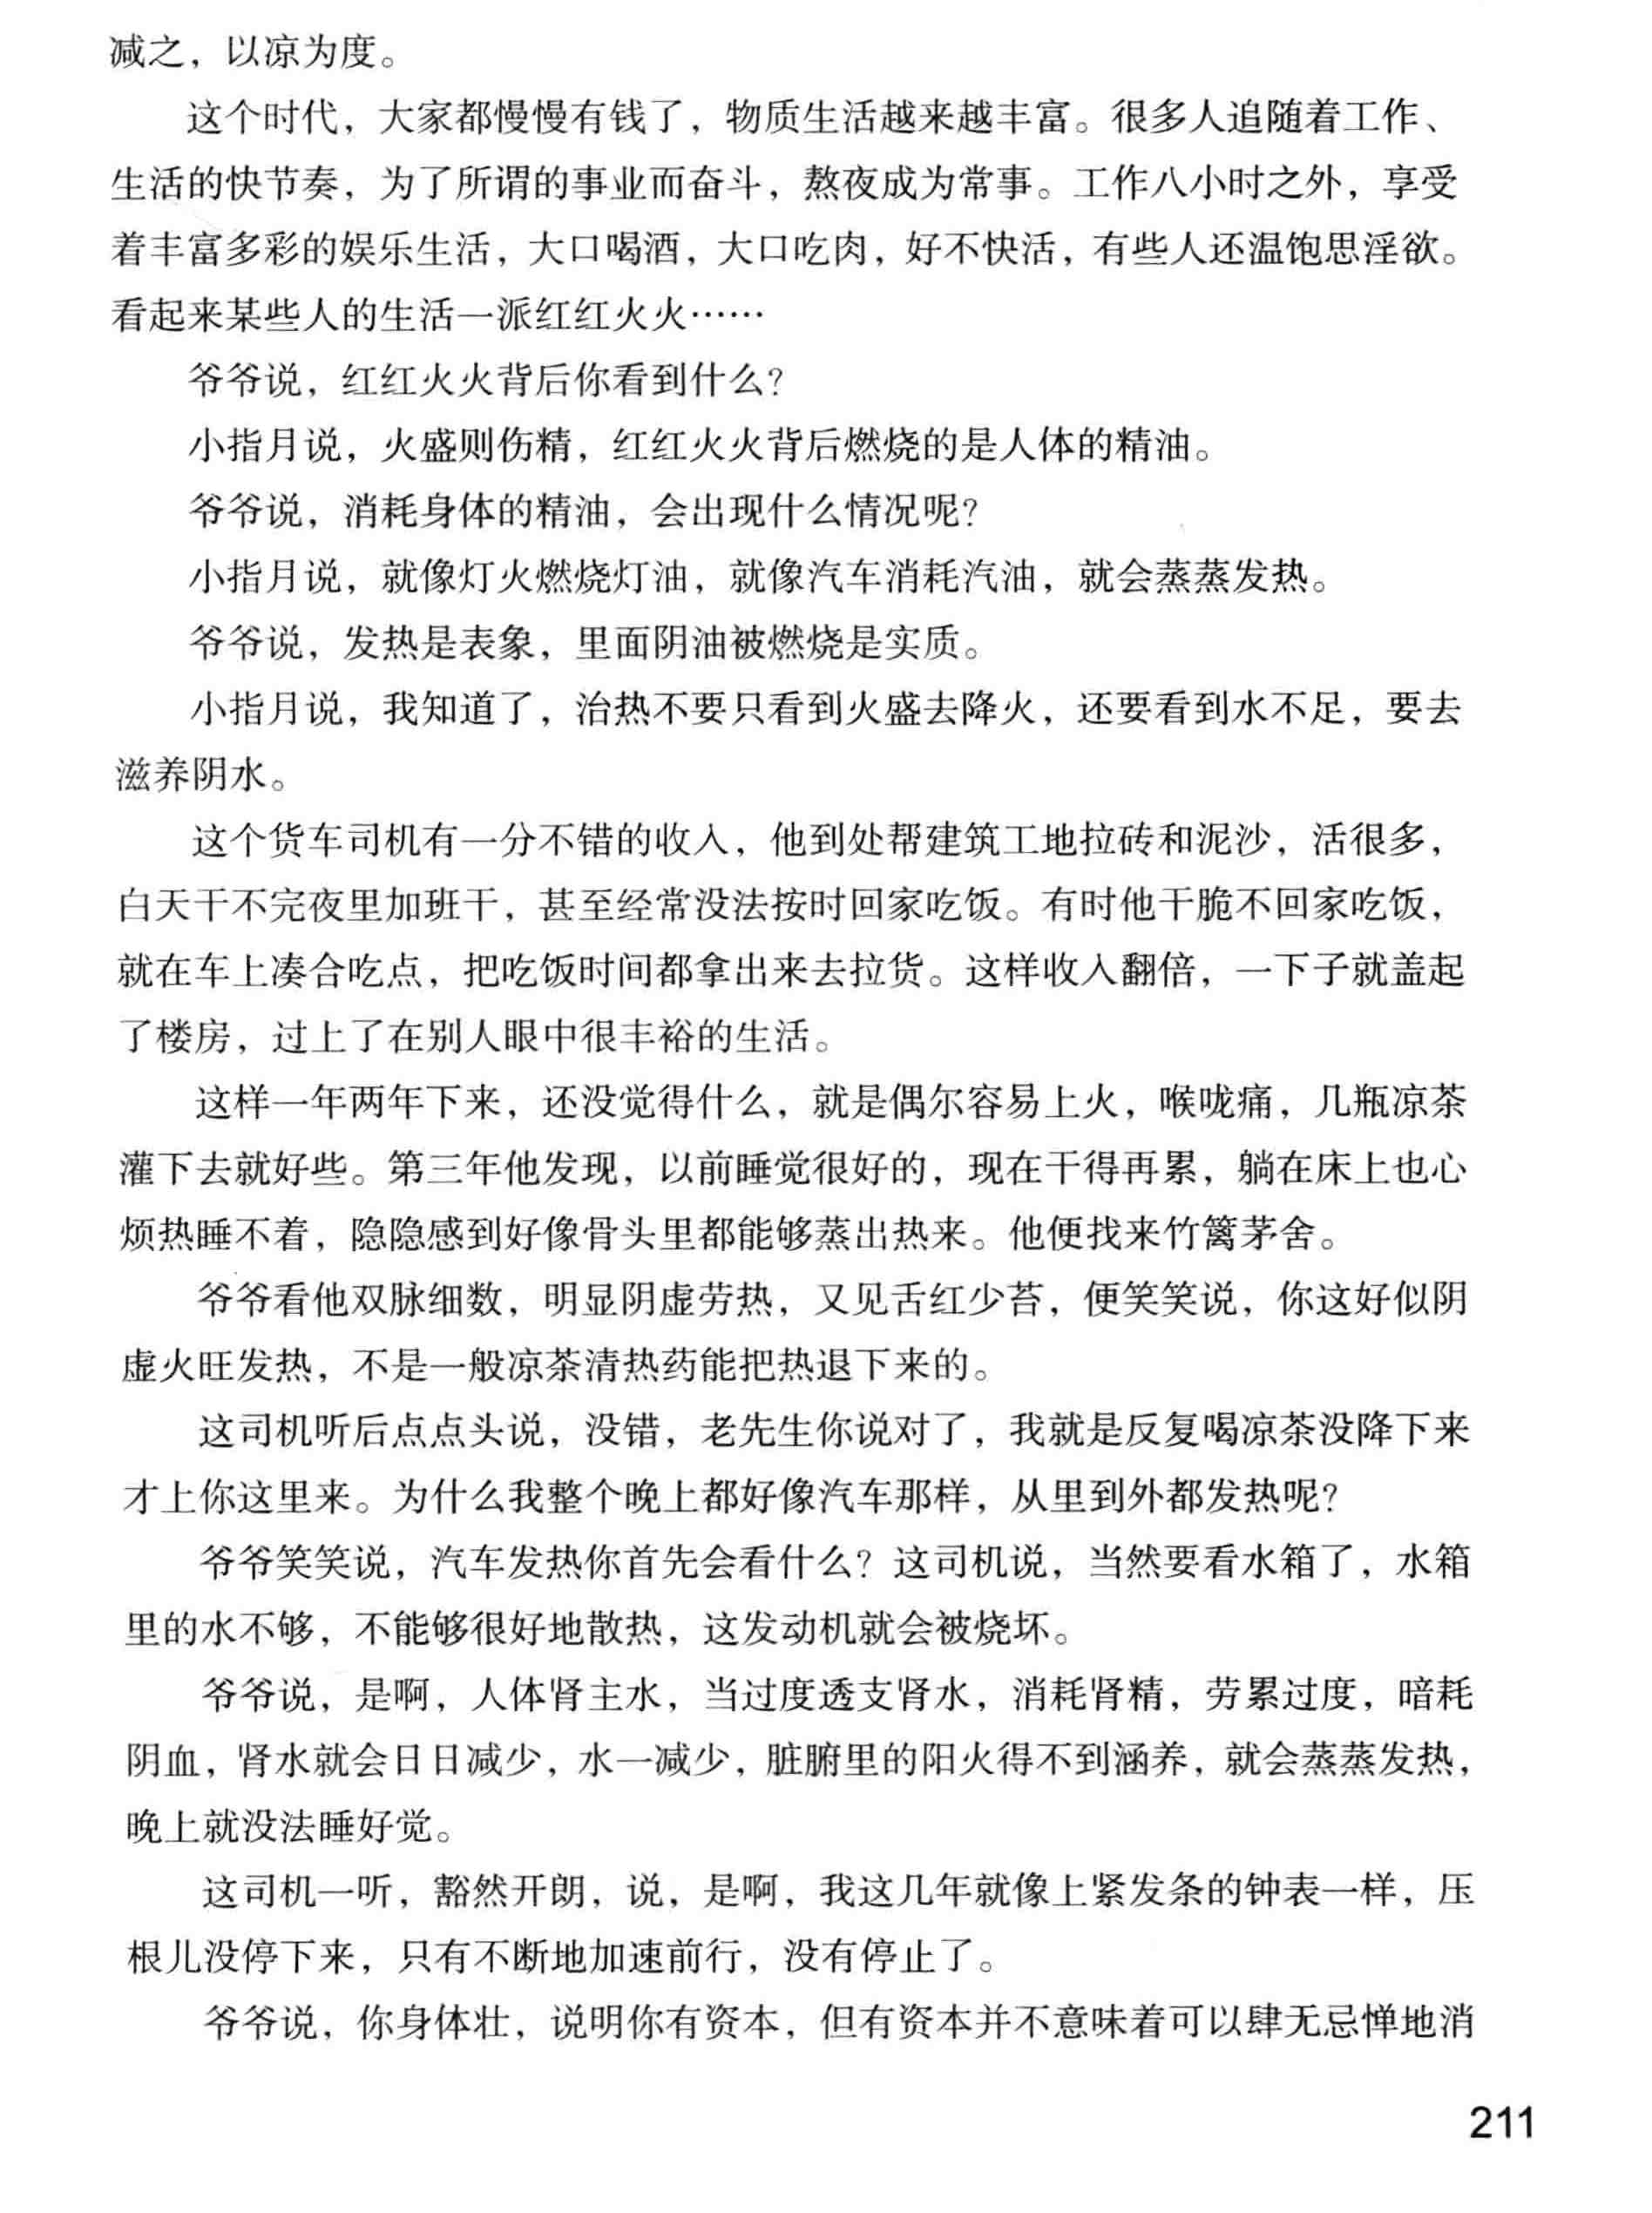 减之，以凉为度。
这个时代，大家都慢慢有钱了，物质生活越来越丰富。很多人追随着工作、
生活的快节奏，为了所谓的事业而奋斗，熬夜成为常事。工作八小时之外，享受
着丰富多彩的娱乐生活，大口喝酒，大口吃肉，好不快活，有些人还温饱思淫欲。
看起来某些人的生活一派红红火火……
爷爷说，红红火火背后你看到什么？
小指月说，火盛则伤精，红红火火背后燃烧的是人体的精油。
爷爷说，消耗身体的精油，会出现什么情况呢？
小指月说，就像灯火燃烧灯油，就像汽车消耗汽油，就会蒸蒸发热。
爷爷说，发热是表象，里面阴油被燃烧是实质。
小指月说，我知道了，治热不要只看到火盛去降火，还要看到水不足，要去
滋养阴水。
这个货车司机有一分不错的收入，他到处帮建筑工地拉砖和泥沙，活很多，
白天干不完夜里加班干，甚至经常没法按时回家吃饭。有时他干脆不回家吃饭，
就在车上凑合吃点，把吃饭时间都拿出来去拉货。这样收入翻倍，一下子就盖起
了楼房，过上了在别人眼中很丰裕的生活。
这样一年两年下来，还没觉得什么，就是偶尔容易上火，喉咙痛，几瓶凉茶
灌下去就好些。第三年他发现，以前睡觉很好的，现在干得再累，躺在床上也心
烦热睡不着，隐隐感到好像骨头里都能够蒸出热来。他便找来竹篱茅舍。
爷爷看他双脉细数，明显阴虚劳热，又见舌红少苔，便笑笑说，你这好似阴
虚火旺发热，不是一般凉茶清热药能把热退下来的。
这司机听后点点头说，没错，老先生你说对了，我就是反复喝凉茶没降下来
才上你这里来。为什么我整个晚上都好像汽车那样，从里到外都发热呢？
爷爷笑笑说，汽车发热你首先会看什么？这司机说，当然要看水箱了，水箱
里的水不够，不能够很好地散热，这发动机就会被烧坏。
爷爷说，是啊，人体肾主水，当过度透支肾水，消耗肾精，劳累过度，暗耗
阴血，肾水就会日日减少，水一减少，脏腑里的阳火得不到涵养，就会蒸蒸发热，
晚上就没法睡好觉。
这司机一听，豁然开朗，说，是啊，我这几年就像上紧发条的钟表一样，压
根儿没停下来，只有不断地加速前行，没有停止了。
爷爷说，你身体壮，说明你有资本，但有资本并不意味着可以肆无忌惮地消
211